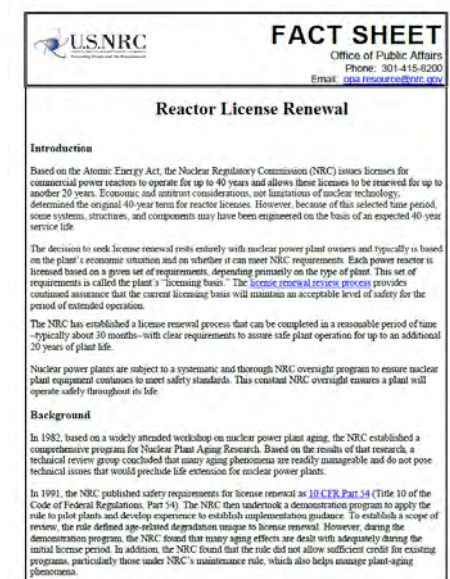 U.S.NRC
FACT SHEET
Office of Public Affairs
Phone: 301-415-8200
Email: opa.resource@nrc.gov
Reactor License Renewal
Introduction
Based on the Atomic Energy Act, the Nuclear Regulatory Commission (NRC) issues licenses for
commercial power reactors to operate for up to 40 years and allows these licenses to be renewed for up to
another 20 years. Economic and antitrust considerations, not limitations of nuclear technology,
determined the original 40-year term for reactor licenses. However, because of this selected time period,
some systems, structures, and components may have been engineered on the basis of an expected 40-year
service life.
The decision to seek license renewal rests entirely with nuclear power plant owners and typically is based
on the plant's economic situation and on whether it can meet NRC requirements. Each power reactor is
licensed based on a given set of requirements, depending primarily on the type of plant. This set of
requirements is called the plant's "licensing basis." The license renewal review process provides
continued assurance that the current licensing basis will maintain an acceptable level of safety for the
period of extended operation.
The NRC has established a license renewal process that can be completed in a reasonable period of time
–typically about 30 months–with clear requirements to assure safe plant operation for up to an additional
20 years of plant life.
Nuclear power plants are subject to a systematic and thorough NRC oversight program to ensure nuclear
plant equipment continues to meet safety standards. This constant NRC oversight ensures a plant will
operate safely throughout its life.
Background
In 1982, based on a widely attended workshop on nuclear power plant aging, the NRC established a
comprehensive program for Nuclear Plant Aging Research. Based on the results of that research, a
technical review group concluded that many aging phenomena are readily manageable and do not pose
technical issues that would preclude life extension for nuclear power plants.
In 1991, the NRC published safety requirements for license renewal as 10 CFR Part 54 (Title 10 of the
Code of Federal Regulations, Part 54). The NRC then undertook a demonstration program to apply the
rule to pilot plants and develop experience to establish implementation guidance. To establish a scope of
review, the rule defined age-related degradation unique to license renewal. However, during the
demonstration program, the NRC found that many aging effects are dealt with adequately during the
initial license period. In addition, the NRC found that the rule did not allow sufficient credit for existing
programs, particularly those under NRC's maintenance rule, which also helps manage plant-aging
phenomena.